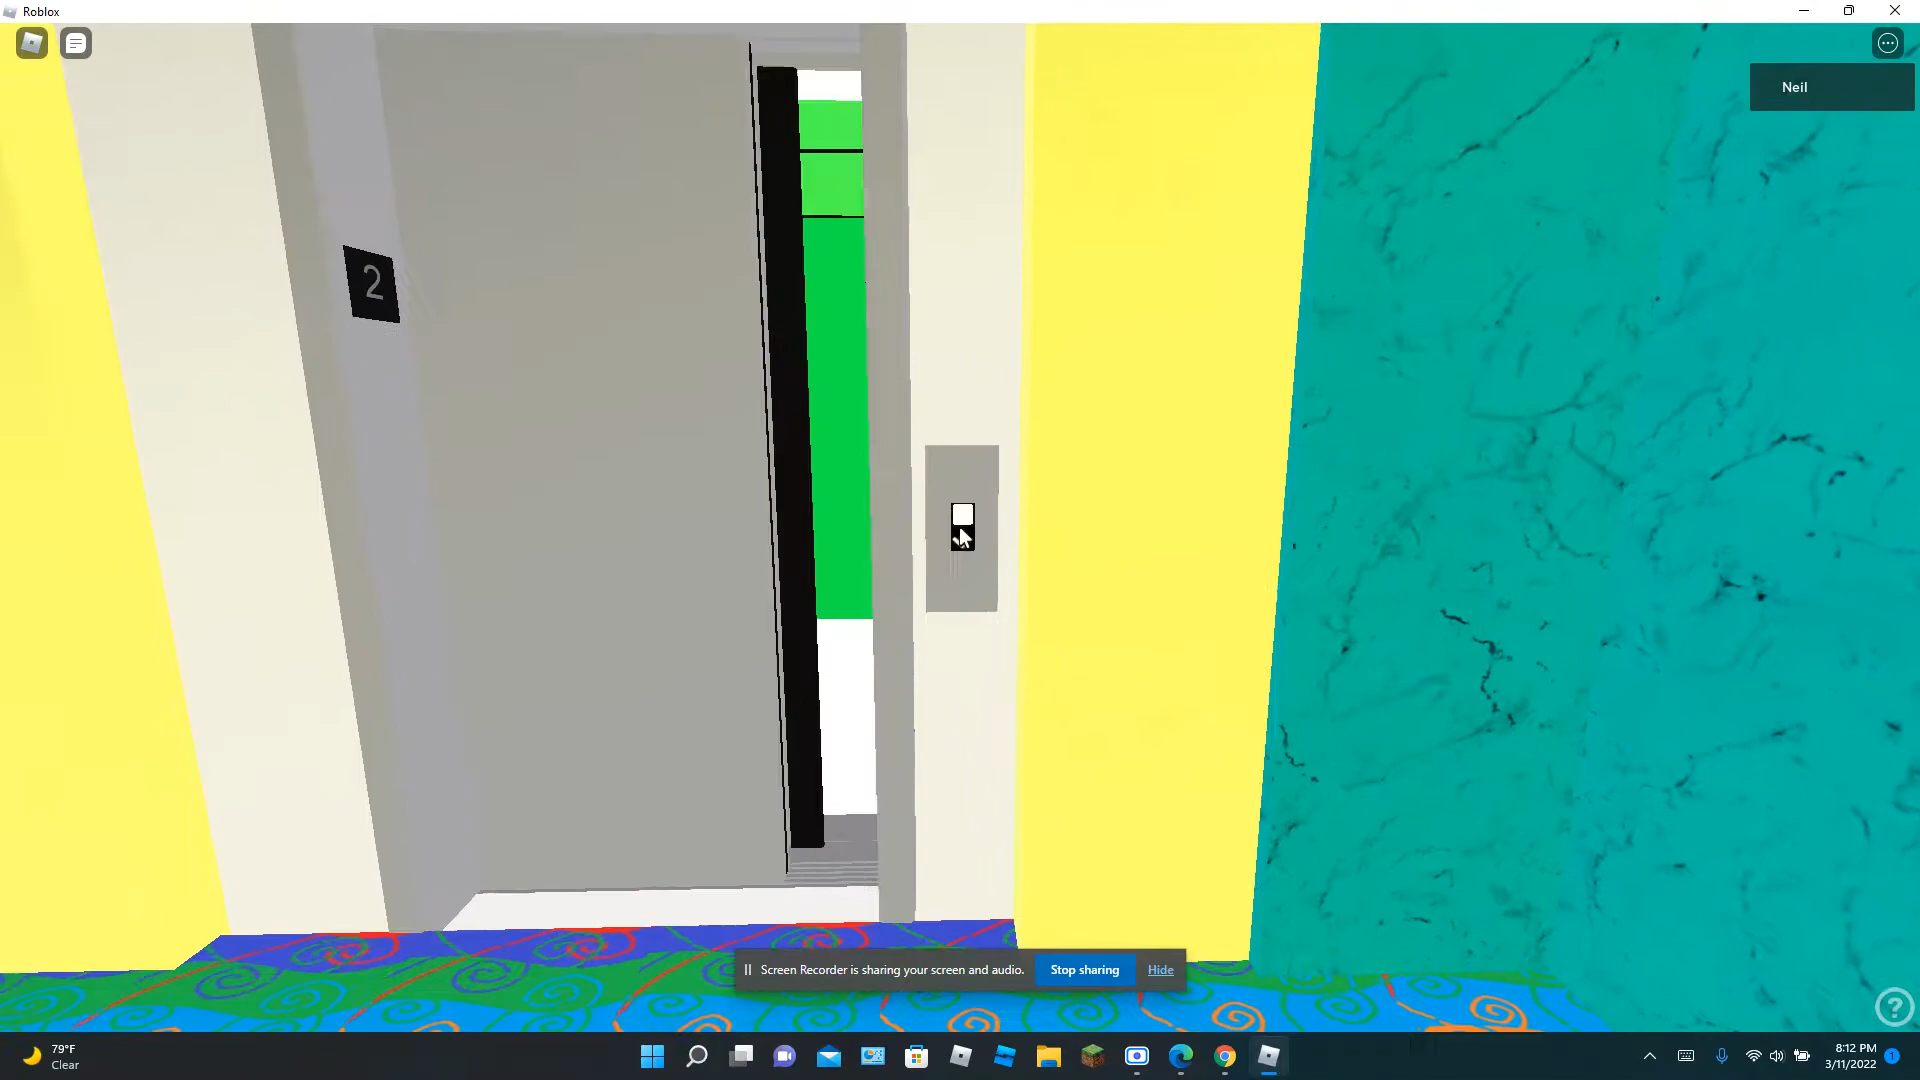 Roblox
Neil
2
Screen Recorder is sharing your screen and audio.
Stop sharing
Hide
?
79°F
Clear
8:12 PM
3/11/2022
1